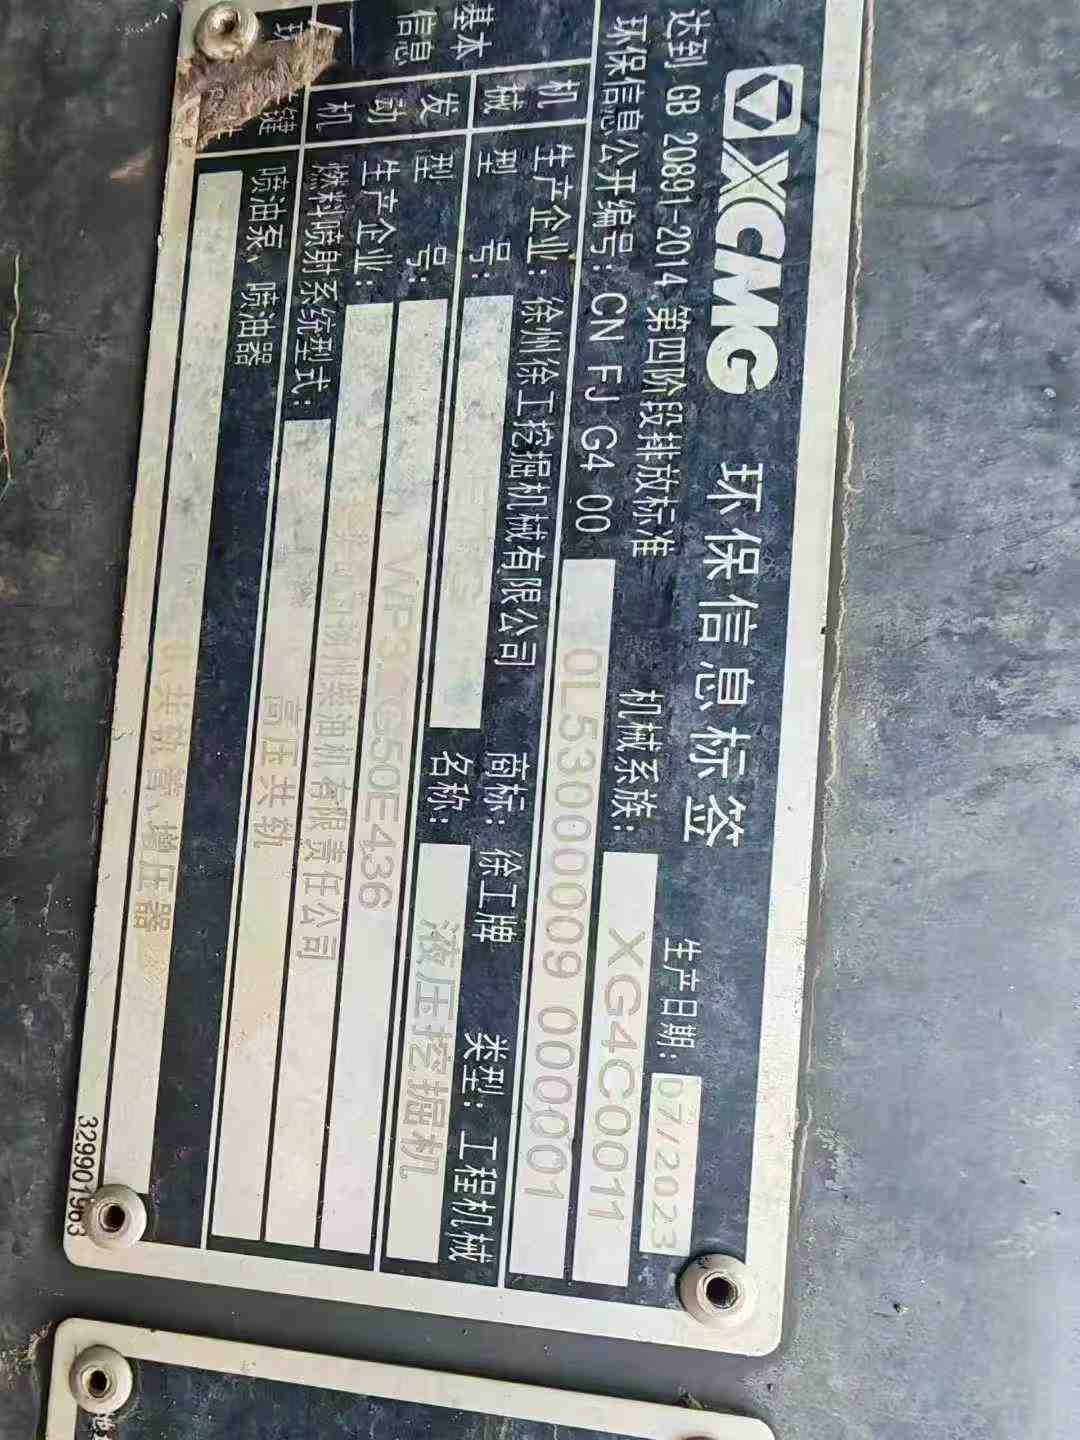 XCMG 环保信息标签
达到 GB 20891-2014 第四阶段排放标准 生产日期: 07/2023
环保信息公开编号: CN FJ G4 00 0L53000009 000001
机械系族: XG4C0011
基本信息
机械
生产企业: 徐州徐工挖掘机械有限公司 商标: 徐工牌 类型: 工程机械
型 号: 名称: 液压挖掘机
发动机
型 号: G50E436
生产企业: 扬州柴油机有限责任公司
燃料喷射系统型式: 高压共轨
关键
喷油泵、喷油器
增压器
329901963